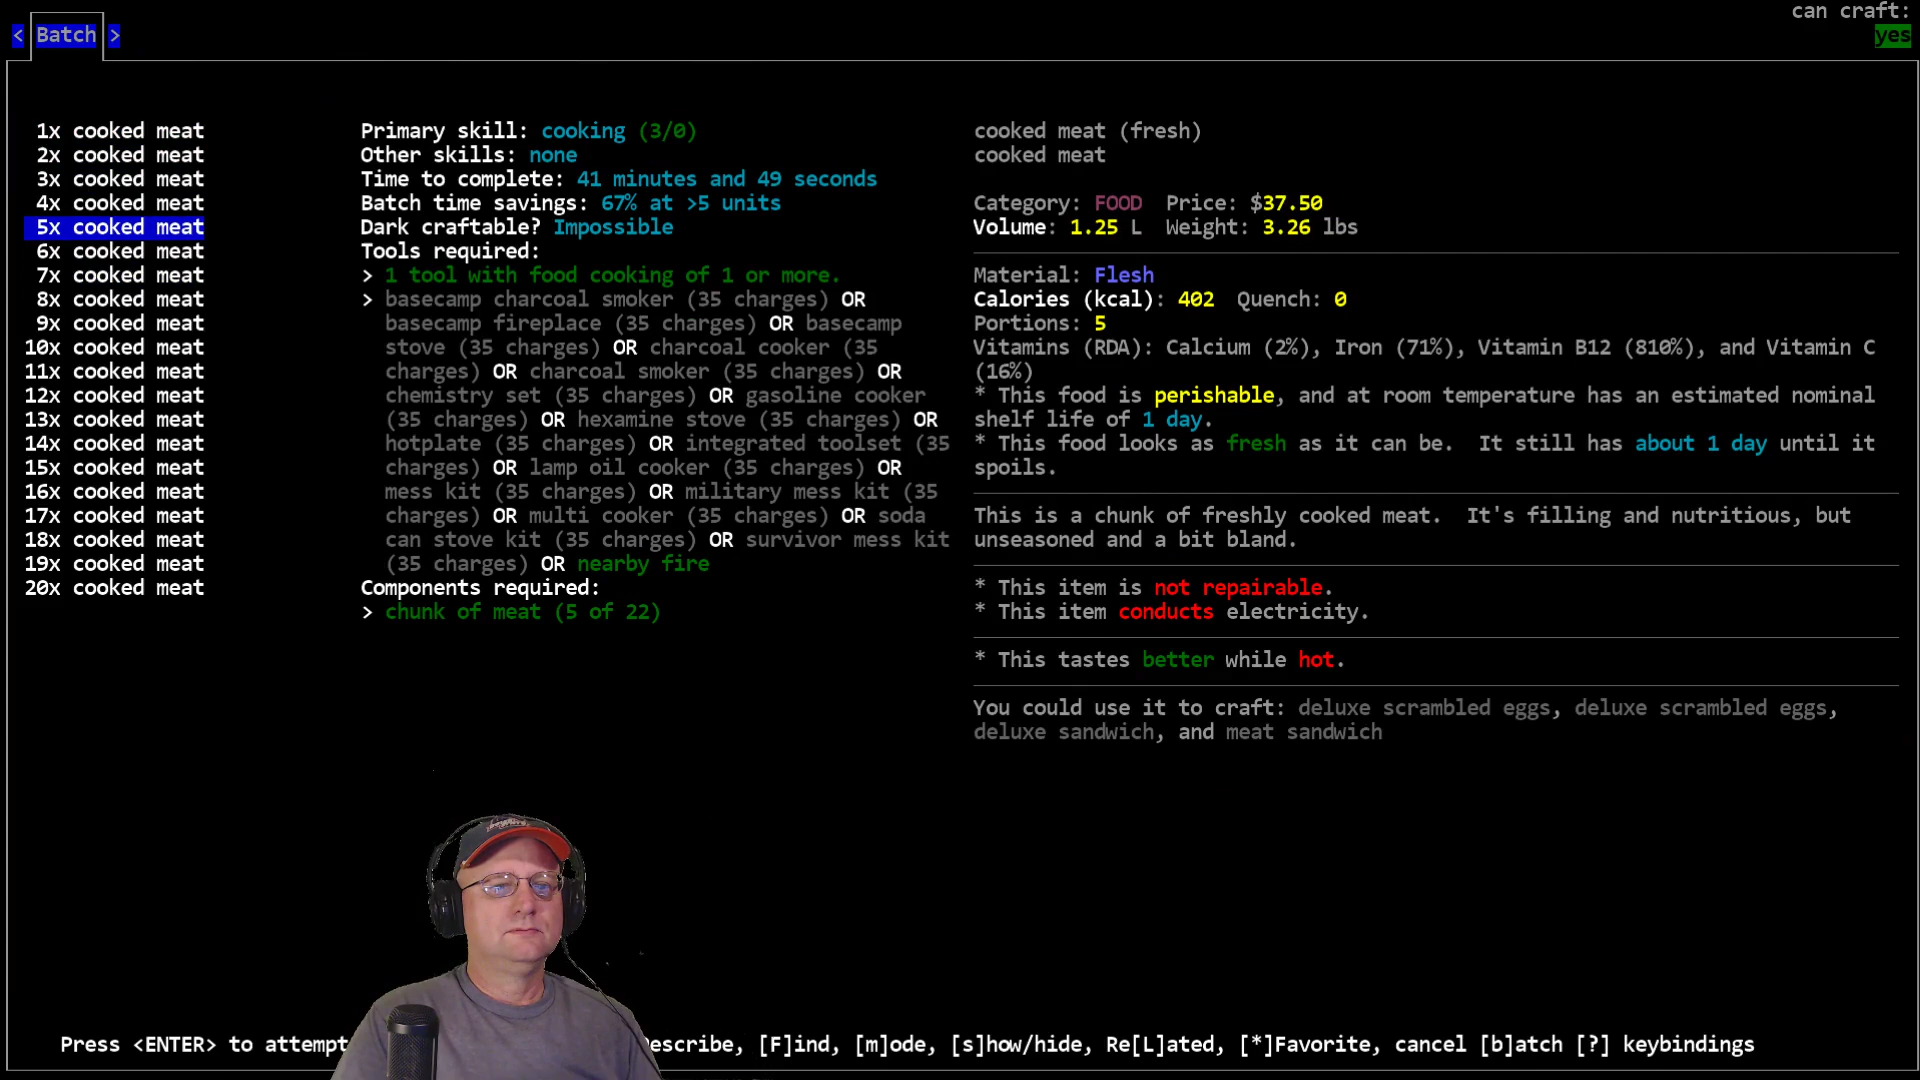 can craft:
< Batch >
yes
1x cooked meat
2x cooked meat
3x cooked meat
4x cooked meat
5x cooked meat
6x cooked meat
7x cooked meat
8x cooked meat
9x cooked meat
10x cooked meat
11x cooked meat
12x cooked meat
13x cooked meat
14x cooked meat
15x cooked meat
16x cooked meat
17x cooked meat
18x cooked meat
19x cooked meat
20x cooked meat
Primary skill: cooking (3/0)
Other skills: none
Time to complete: 41 minutes and 49 seconds
Batch time savings: 67% at >5 units
Dark craftable? Impossible
Tools required:
> 1 tool with food cooking of 1 or more.
> basecamp charcoal smoker (35 charges) OR
basecamp fireplace (35 charges) OR basecamp
stove (35 charges) OR charcoal cooker (35
charges) OR charcoal smoker (35 charges) OR
chemistry set (35 charges) OR gasoline cooker
(35 charges) OR hexamine stove (35 charges) OR
hotplate (35 charges) OR integrated toolset (35
charges) OR lamp oil cooker (35 charges) OR
mess kit (35 charges) OR military mess kit (35
charges) OR multi cooker (35 charges) OR soda
can stove kit (35 charges) OR survivor mess kit
(35 charges) OR nearby fire
Components required:
> chunk of meat (5 of 22)
cooked meat (fresh)
cooked meat
Category: FOOD Price: $37.50
Volume: 1.25 L Weight: 3.26 lbs
Material: Flesh
Calories (kcal): 402 Quench: 0
Portions: 5
Vitamins (RDA): Calcium (2%), Iron (71%), Vitamin B12 (810%), and Vitamin C
(16%)
* This food is perishable, and at room temperature has an estimated nominal
shelf life of 1 day.
* This food looks as fresh as it can be. It still has about 1 day until it
spoils.
This is a chunk of freshly cooked meat. It's filling and nutritious, but
unseasoned and a bit bland.
* This item is not repairable.
* This item conducts electricity.
* This tastes better while hot.
You could use it to craft: deluxe scrambled eggs, deluxe scrambled eggs,
deluxe sandwich, and meat sandwich
Press <ENTER> to attempt escribe, [F]ind, [m]ode, [s]how/hide, Re[L]ated, [*]Favorite, cancel [b]atch [?] keybindings